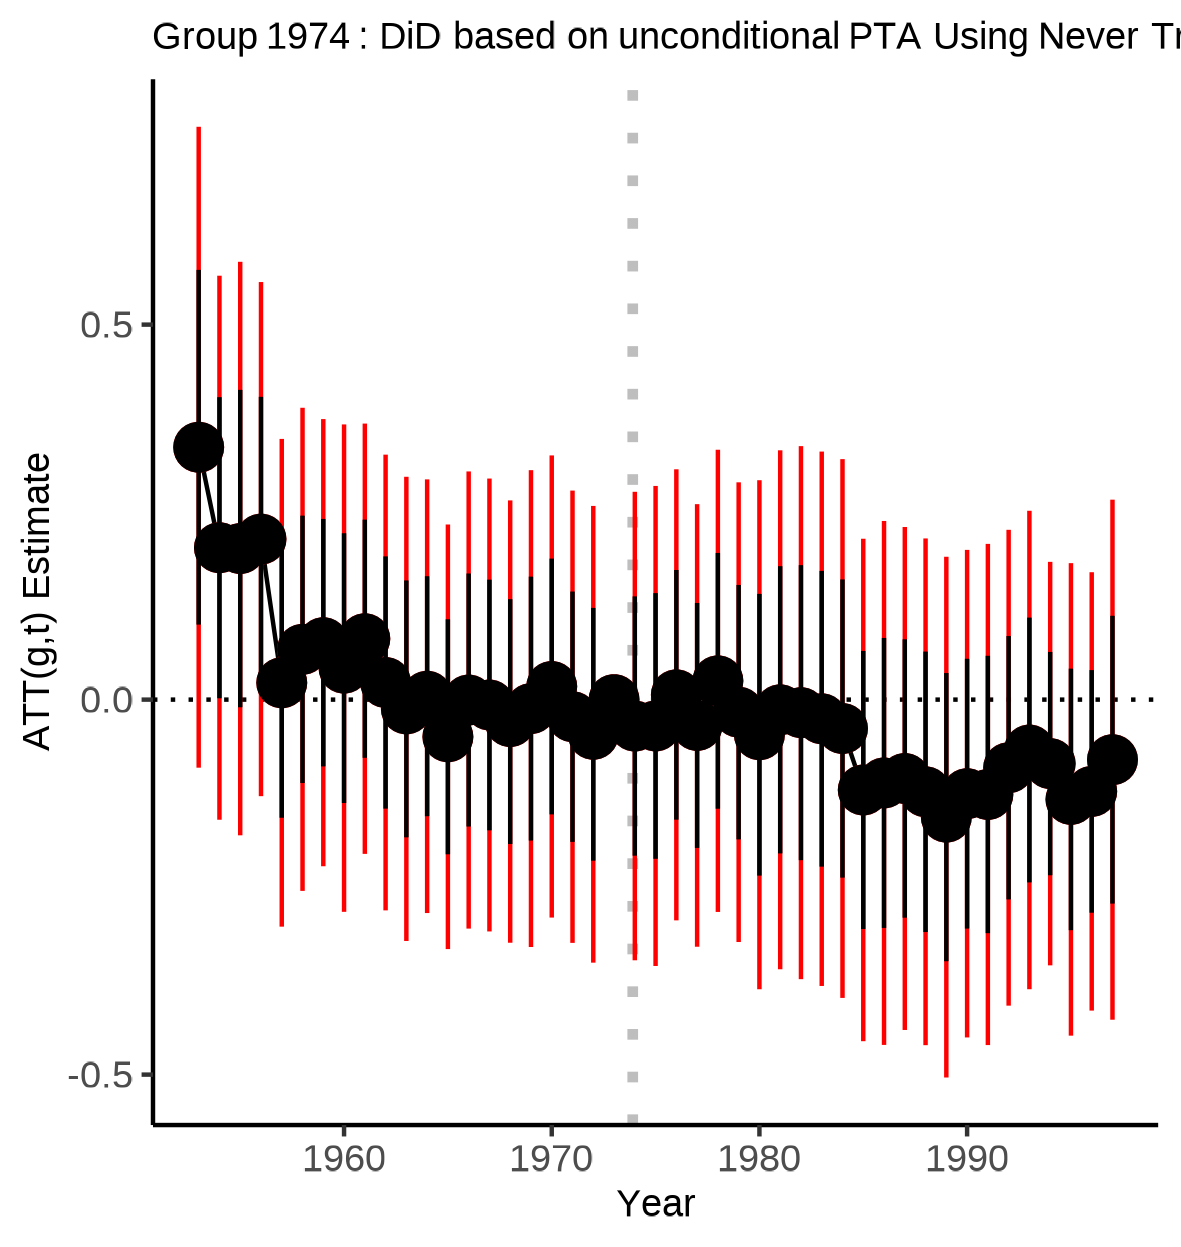 Group 1974 : DiD based on unconditional PTA Using Never Tr
0.5
0.0
-0.5
ATT(g,t) Estimate
1960
1970
1980
1990
Year